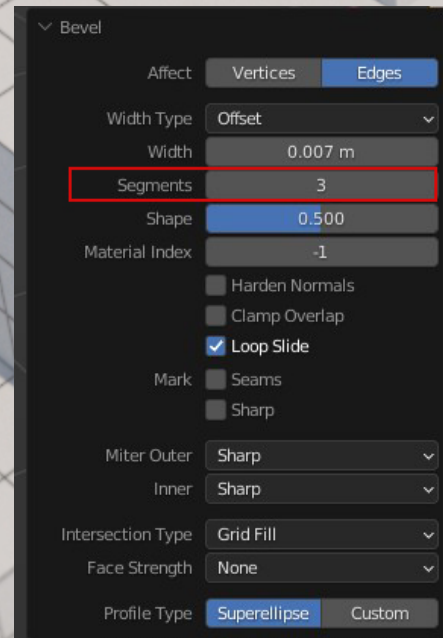 Bevel
Affect Vertices Edges
Width Type Offset
Width 0.007 m
Segments 3
Shape 0.500
Material Index -1
Harden Normals
Clamp Overlap
Loop Slide
Mark Seams
Sharp
Miter Outer Sharp
Inner Sharp
Intersection Type Grid Fill
Face Strength None
Profile Type Superellipse Custom